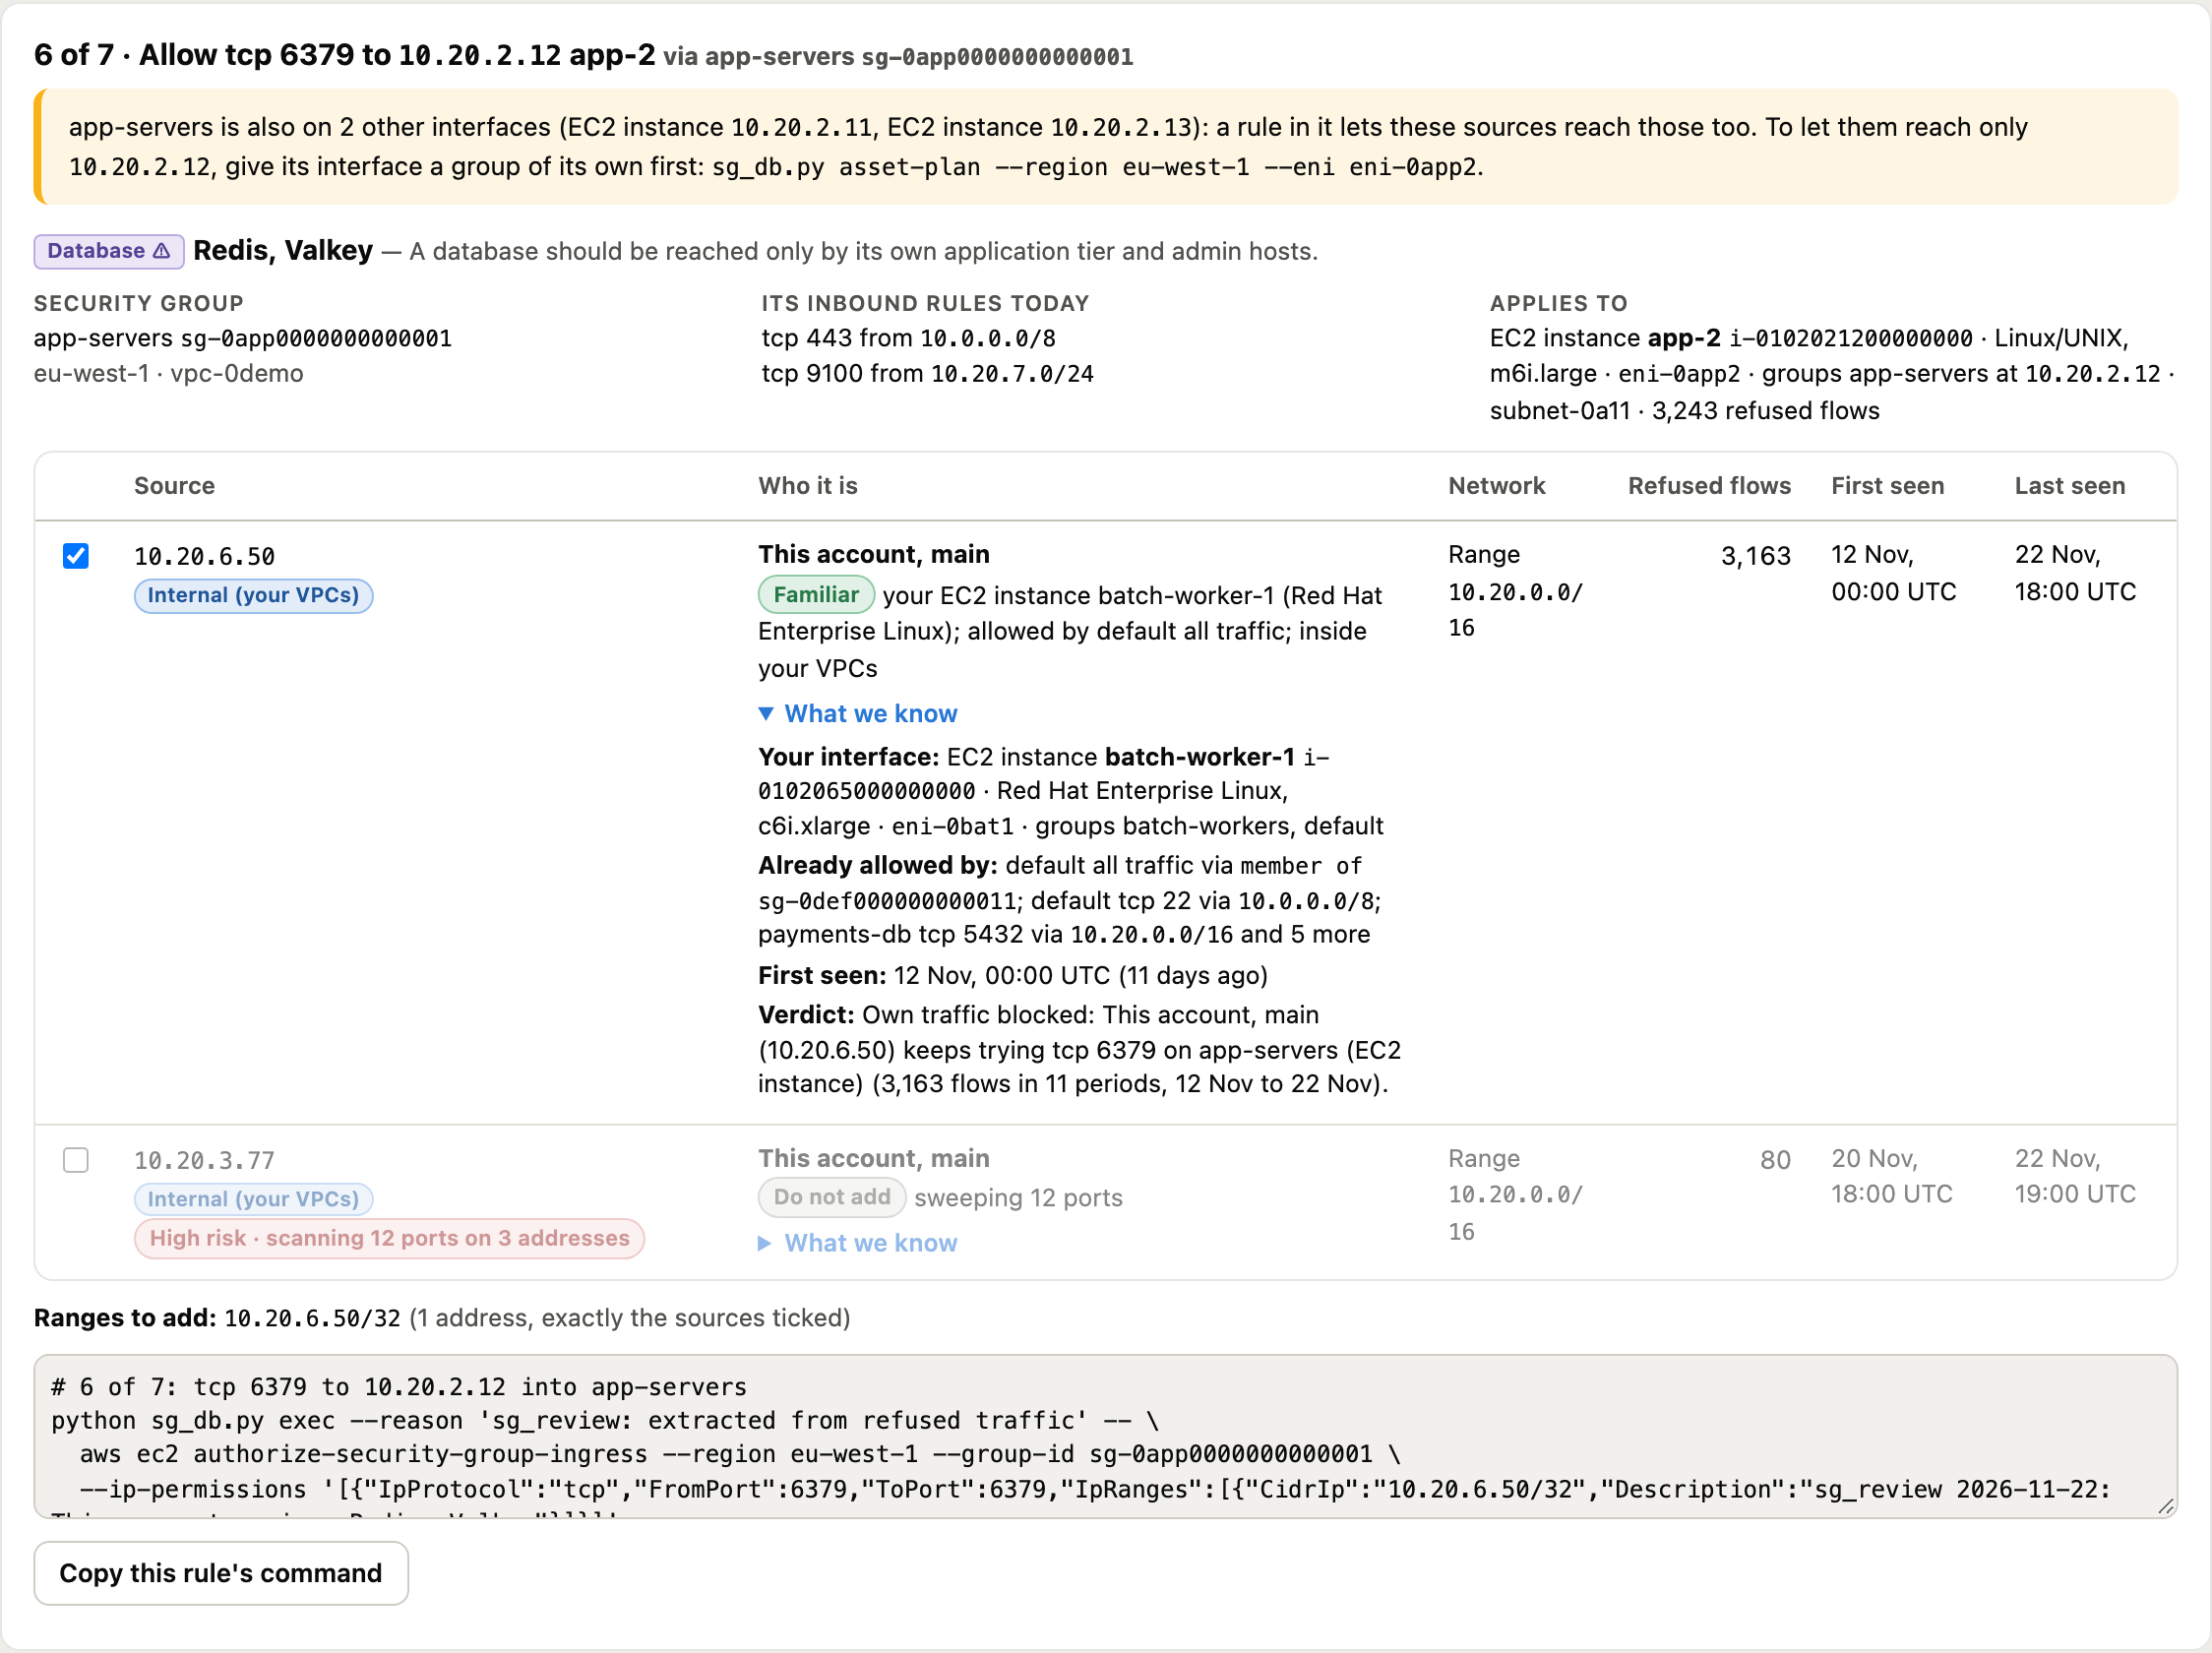 6 of 7 · Allow tcp 6379 to 10.20.2.12 app-2 via app-servers sg-0app0000000000001
app-servers is also on 2 other interfaces (EC2 instance 10.20.2.11, EC2 instance 10.20.2.13): a rule in it lets these sources reach those too. To let them reach only
10.20.2.12, give its interface a group of its own first: sg_db.py asset-plan --region eu-west-1 --eni eni-0app2.
Database ⚠ Redis, Valkey — A database should be reached only by its own application tier and admin hosts.
SECURITY GROUP
app-servers sg-0app0000000000001
eu-west-1 · vpc-0demo
ITS INBOUND RULES TODAY
tcp 443 from 10.0.0.0/8
tcp 9100 from 10.20.7.0/24
APPLIES TO
EC2 instance app-2 i-0102021200000000 · Linux/UNIX,
m6i.large · eni-0app2 · groups app-servers at 10.20.2.12 ·
subnet-0a11 · 3,243 refused flows
Source Who it is Network Refused flows First seen Last seen
10.20.6.50
Internal (your VPCs)
This account, main
Familiar your EC2 instance batch-worker-1 (Red Hat
Enterprise Linux); allowed by default all traffic; inside
your VPCs
▼ What we know
Your interface: EC2 instance batch-worker-1 i-
0102065000000000 · Red Hat Enterprise Linux,
c6i.xlarge · eni-0bat1 · groups batch-workers, default
Already allowed by: default all traffic via member of
sg-0def000000000011; default tcp 22 via 10.0.0.0/8;
payments-db tcp 5432 via 10.20.0.0/16 and 5 more
First seen: 12 Nov, 00:00 UTC (11 days ago)
Verdict: Own traffic blocked: This account, main
(10.20.6.50) keeps trying tcp 6379 on app-servers (EC2
instance) (3,163 flows in 11 periods, 12 Nov to 22 Nov).
Range
10.20.0.0/
16
3,163
12 Nov,
00:00 UTC
22 Nov,
18:00 UTC
10.20.3.77
Internal (your VPCs)
High risk · scanning 12 ports on 3 addresses
This account, main
Do not add sweeping 12 ports
▶ What we know
Range
10.20.0.0/
16
80
20 Nov,
18:00 UTC
22 Nov,
19:00 UTC
Ranges to add: 10.20.6.50/32 (1 address, exactly the sources ticked)
# 6 of 7: tcp 6379 to 10.20.2.12 into app-servers
python sg_db.py exec --reason 'sg_review: extracted from refused traffic' -- \
aws ec2 authorize-security-group-ingress --region eu-west-1 --group-id sg-0app0000000000001 \
--ip-permissions '[{"IpProtocol":"tcp","FromPort":6379,"ToPort":6379,"IpRanges":[{"CidrIp":"10.20.6.50/32","Description":"sg_review 2026-11-22:
Copy this rule's command